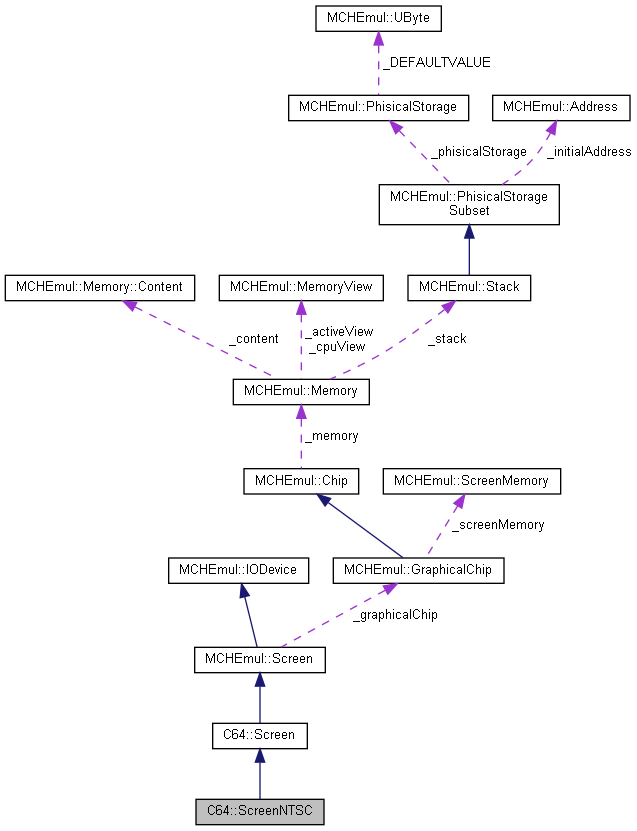 MCHEmul::UByte
_DEFAULTVALUE
MCHEmul::PhisicalStorage
MCHEmul::Address
_phisicalStorage
_initialAddress
MCHEmul::PhisicalStorage
Subset
MCHEmul::Memory::Content
MCHEmul::MemoryView
MCHEmul::Stack
_content
_activeView
_cpuView
_stack
MCHEmul::Memory
_memory
MCHEmul::Chip
MCHEmul::ScreenMemory
_screenMemory
MCHEmul::IODevice
MCHEmul::GraphicalChip
_graphicalChip
MCHEmul::Screen
C64::Screen
C64::ScreenNTSC